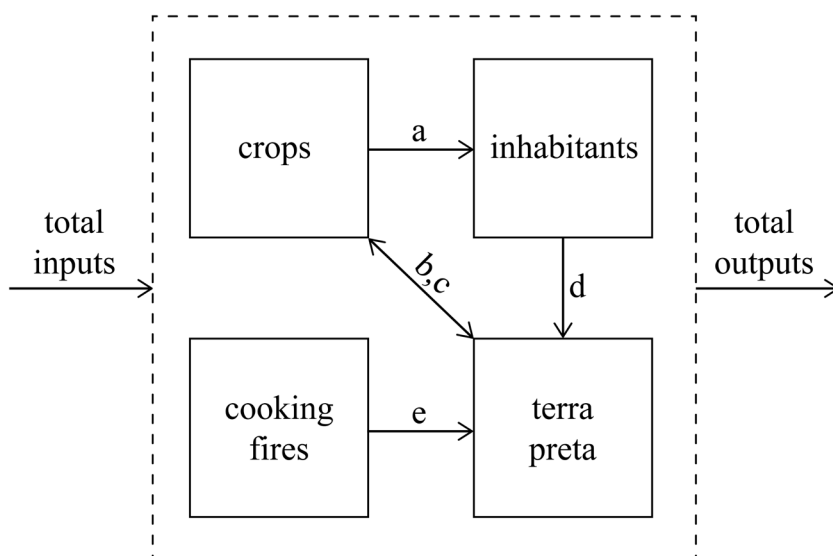 crops
a
inhabitants
total
inputs
b,c
d
total
outputs
cooking
fires
e
terra
preta